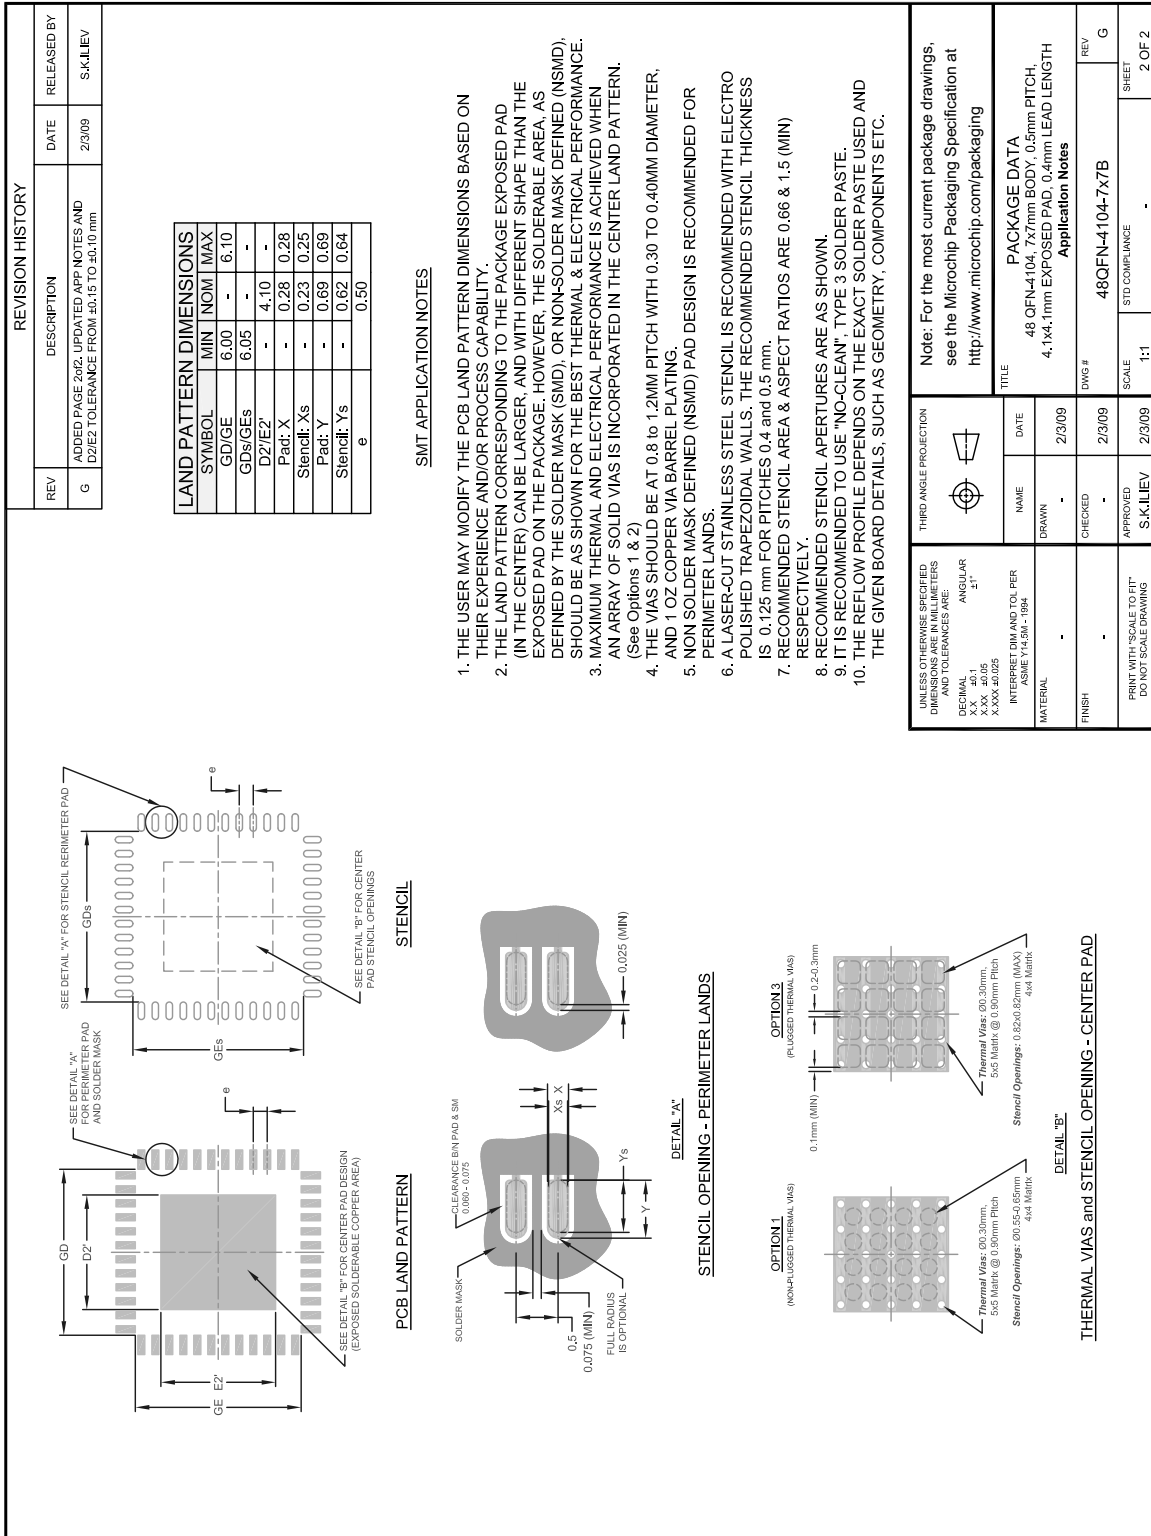 REVISION HISTORY
REV DESCRIPTION DATE RELEASED BY
G ADDED PAGE 2of2. UPDATED APP NOTES AND D2/E2 TOLERANCE FROM ±0.15 TO ±0.10 mm 2/3/09 S.K.ILIEV
SEE DETAIL "A"
FOR PERIMETER PAD
AND SOLDER MASK
GD
D2'
e
GE
E2'
SEE DETAIL "B" FOR CENTER PAD DESIGN
(EXPOSED SOLDERABLE COPPER AREA)
PCB LAND PATTERN
SEE DETAIL "A" FOR STENCIL RERIMETER PAD
GDs
e
GEs
SEE DETAIL "B" FOR CENTER
PAD STENCIL OPENINGS
STENCIL
LAND PATTERN DIMENSIONS
SYMBOL MIN NOM MAX
GD/GE 6.00 - 6.10
GDs/GEs 6.05 - -
D2'/E2' - 4.10 -
Pad: X - 0.28 0.28
Stencil: Xs - 0.23 0.25
Pad: Y - 0.69 0.69
Stencil: Ys - 0.62 0.64
e 0.50
SOLDER MASK
CLEARANCE B/N PAD & SM
0.060 - 0.075
0.5
0.075 (MIN)
FULL RADIUS
IS OPTIONAL
Y
Ys
Xs
X
0.025 (MIN)
DETAIL "A"
STENCIL OPENING - PERIMETER LANDS
SMT APPLICATION NOTES
1. THE USER MAY MODIFY THE PCB LAND PATTERN DIMENSIONS BASED ON
THEIR EXPERIENCE AND/OR PROCESS CAPABILITY.
2. THE LAND PATTERN CORRESPONDING TO THE PACKAGE EXPOSED PAD
(IN THE CENTER) CAN BE LARGER, AND WITH DIFFERENT SHAPE THAN THE
EXPOSED PAD ON THE PACKAGE. HOWEVER, THE SOLDERABLE AREA, AS
DEFINED BY THE SOLDER MASK (SMD), OR NON-SOLDER MASK DEFINED (NSMD),
SHOULD BE AS SHOWN FOR THE BEST THERMAL & ELECTRICAL PERFORMANCE.
3. MAXIMUM THERMAL AND ELECTRICAL PERFORMANCE IS ACHIEVED WHEN
AN ARRAY OF SOLID VIAS IS INCORPORATED IN THE CENTER LAND PATTERN.
(See Options 1 & 2)
4. THE VIAS SHOULD BE AT 0.8 to 1.2MM PITCH WITH 0.30 TO 0.40MM DIAMETER,
AND 1 OZ COPPER VIA BARREL PLATING.
5. NON SOLDER MASK DEFINED (NSMD) PAD DESIGN IS RECOMMENDED FOR
PERIMETER LANDS.
6. A LASER-CUT STAINLESS STEEL STENCIL IS RECOMMENDED WITH ELECTRO
POLISHED TRAPEZOIDAL WALLS. THE RECOMMENDED STENCIL THICKNESS
IS 0.125 mm FOR PITCHES 0.4 and 0.5 mm.
7. RECOMMENDED STENCIL AREA & ASPECT RATIOS ARE 0.66 & 1.5 (MIN)
RESPECTIVELY.
8. RECOMMENDED STENCIL APERTURES ARE AS SHOWN.
9. IT IS RECOMMENDED TO USE "NO-CLEAN", TYPE 3 SOLDER PASTE.
10. THE REFLOW PROFILE DEPENDS ON THE EXACT SOLDER PASTE USED AND
THE GIVEN BOARD DETAILS, SUCH AS GEOMETRY, COMPONENTS ETC.
OPTION 1
(NON-PLUGGED THERMAL VIAS)
Thermal Vias: Ø0.30mm,
5x5 Matrix @ 0.90mm Pitch
Stencil Openings: Ø0.55-0.65mm
4x4 Matrix
OPTION 3
(PLUGGED THERMAL VIAS)
0.1mm (MIN)
0.2-0.3mm
Thermal Vias: Ø0.30mm,
5x5 Matrix @ 0.90mm Pitch
Stencil Openings: 0.82x0.82mm (MAX)
4x4 Matrix
DETAIL "B"
THERMAL VIAS and STENCIL OPENING - CENTER PAD
UNLESS OTHERWISE SPECIFIED
DIMENSIONS ARE IN MILLIMETERS
AND TOLERANCES ARE:
DECIMAL ANGULAR
X.X ±0.1 ±1°
X.XX ±0.05
X.XXX ±0.025
INTERPRET DIM AND TOL PER
ASME Y14.5M - 1994
MATERIAL
-
FINISH
-
PRINT WITH "SCALE TO FIT"
DO NOT SCALE DRAWING
THIRD ANGLE PROJECTION
NAME DATE
DRAWN
- 2/3/09
CHECKED
- 2/3/09
APPROVED
S.K.ILIEV 2/3/09
Note: For the most current package drawings,
see the Microchip Packaging Specification at
http://www.microchip.com/packaging
TITLE
PACKAGE DATA
48 QFN-4104, 7x7mm BODY, 0.5mm PITCH,
4.1x4.1mm EXPOSED PAD, 0.4mm LEAD LENGTH
Application Notes
DWG #
48QFN-4104-7x7B
REV
G
SCALE
1:1
STD COMPLIANCE
-
SHEET
2 OF 2